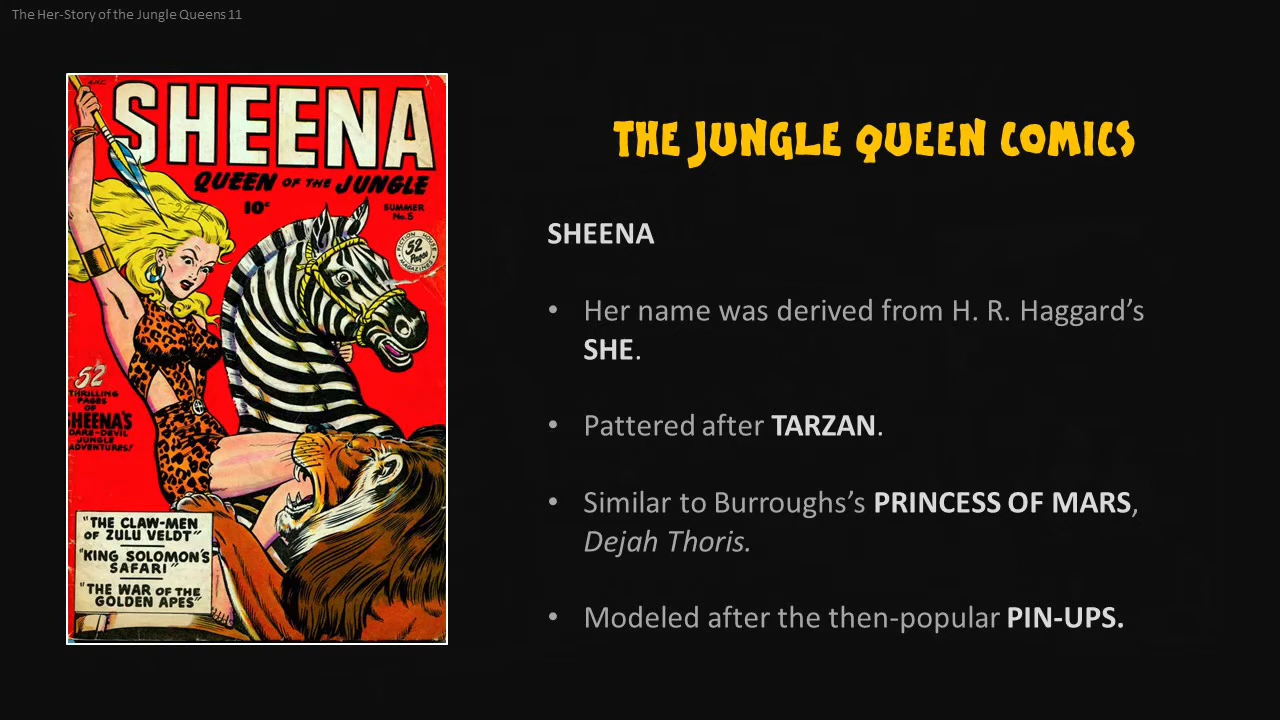 The Her-Story of the Jungle Queens 11
SHEENA
QUEEN OF THE JUNGLE
10¢
SUMMER
No.5
FICTION HOUSE
52
Pages
MAGAZINES
52
THRILLING
PAGES
OF
SHEENA'S
DARE-DEVIL
JUNGLE
ADVENTURES!
"THE CLAW-MEN
OF ZULU VELDT"
"KING SOLOMON'S
SAFARI"
"THE WAR OF THE
GOLDEN APES"
THE JUNGLE QUEEN COMICS
SHEENA
• Her name was derived from H. R. Haggard’s
SHE.
• Pattered after TARZAN.
• Similar to Burroughs’s PRINCESS OF MARS,
Dejah Thoris.
• Modeled after the then-popular PIN-UPS.